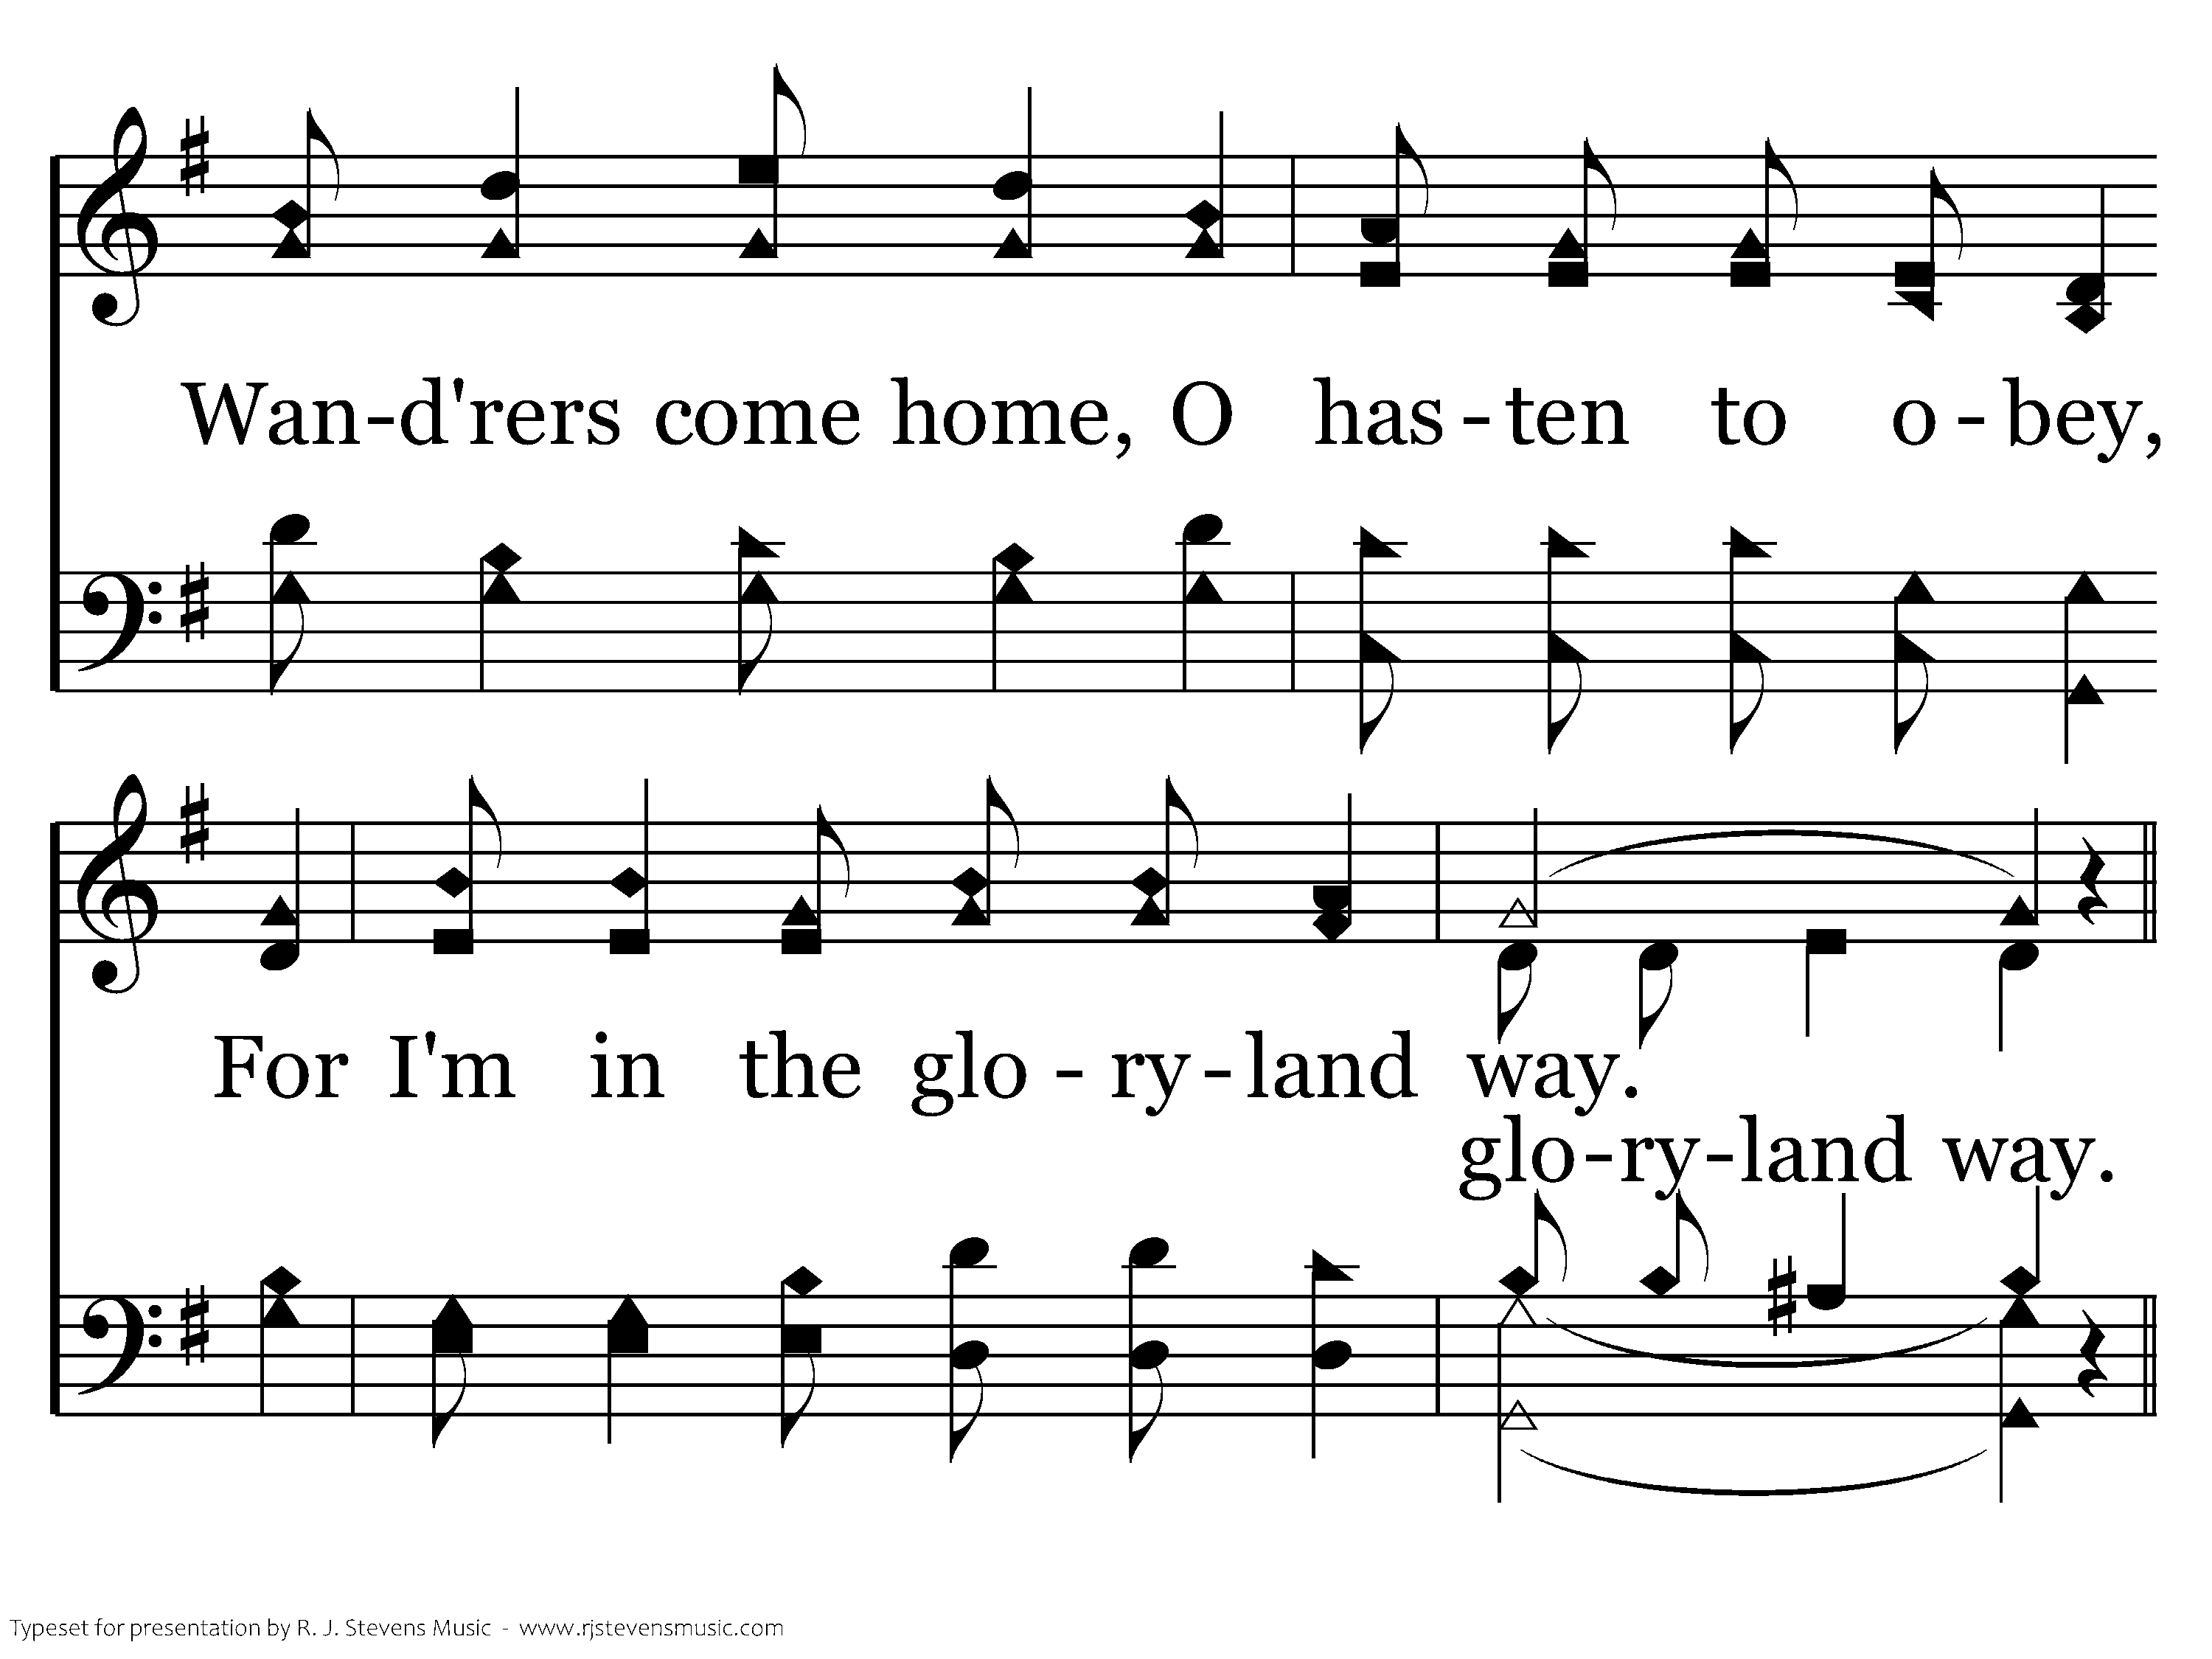 Wan-d'rers come home, O has-ten to o-bey,
For I'm in the glo-ry-land way.
glo-ry-land way.
Typeset for presentation by R. J. Stevens Music - www.rjstevensmusic.com